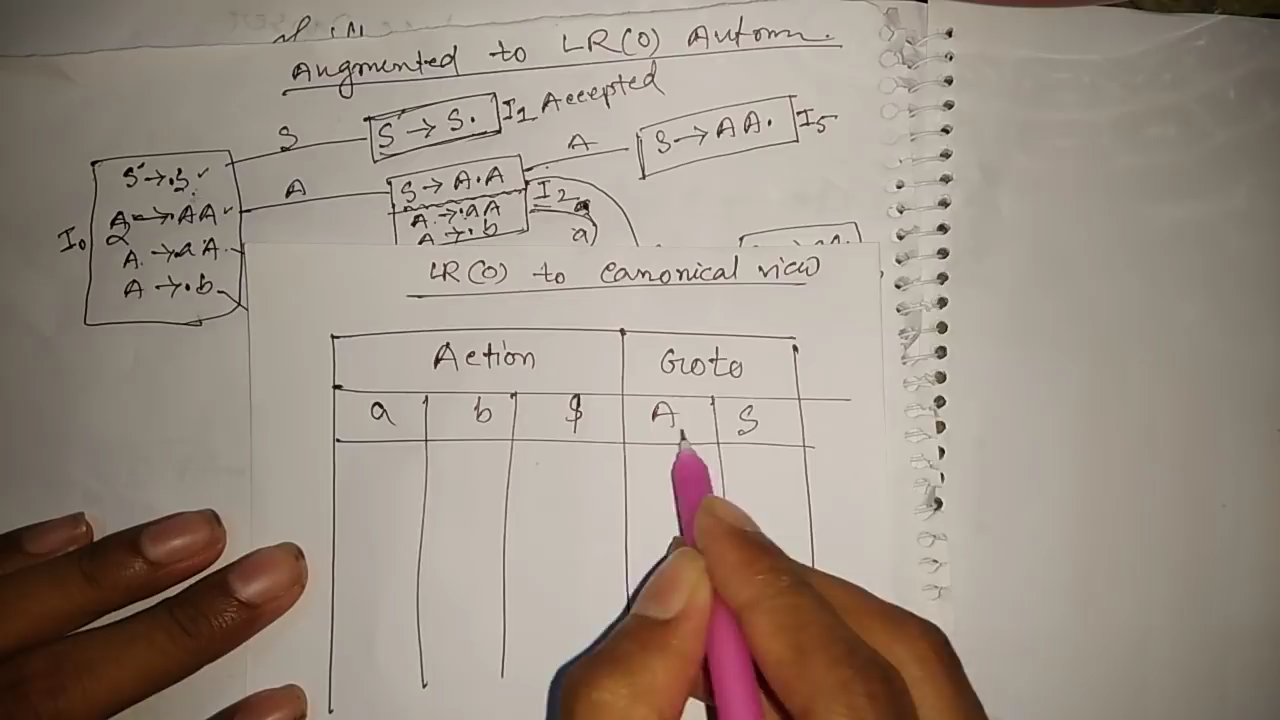 Augmented to LR(0) Autom.
S' → S. I1 Accepted
S
S' → .S
A → .AA
A. → aA.
A → .b
I0
A
S → A.A
A. → .aA
A → .b
I2
a
A
S → AA. I5
LR(0) to canonical view
Action Goto
a b $ A S